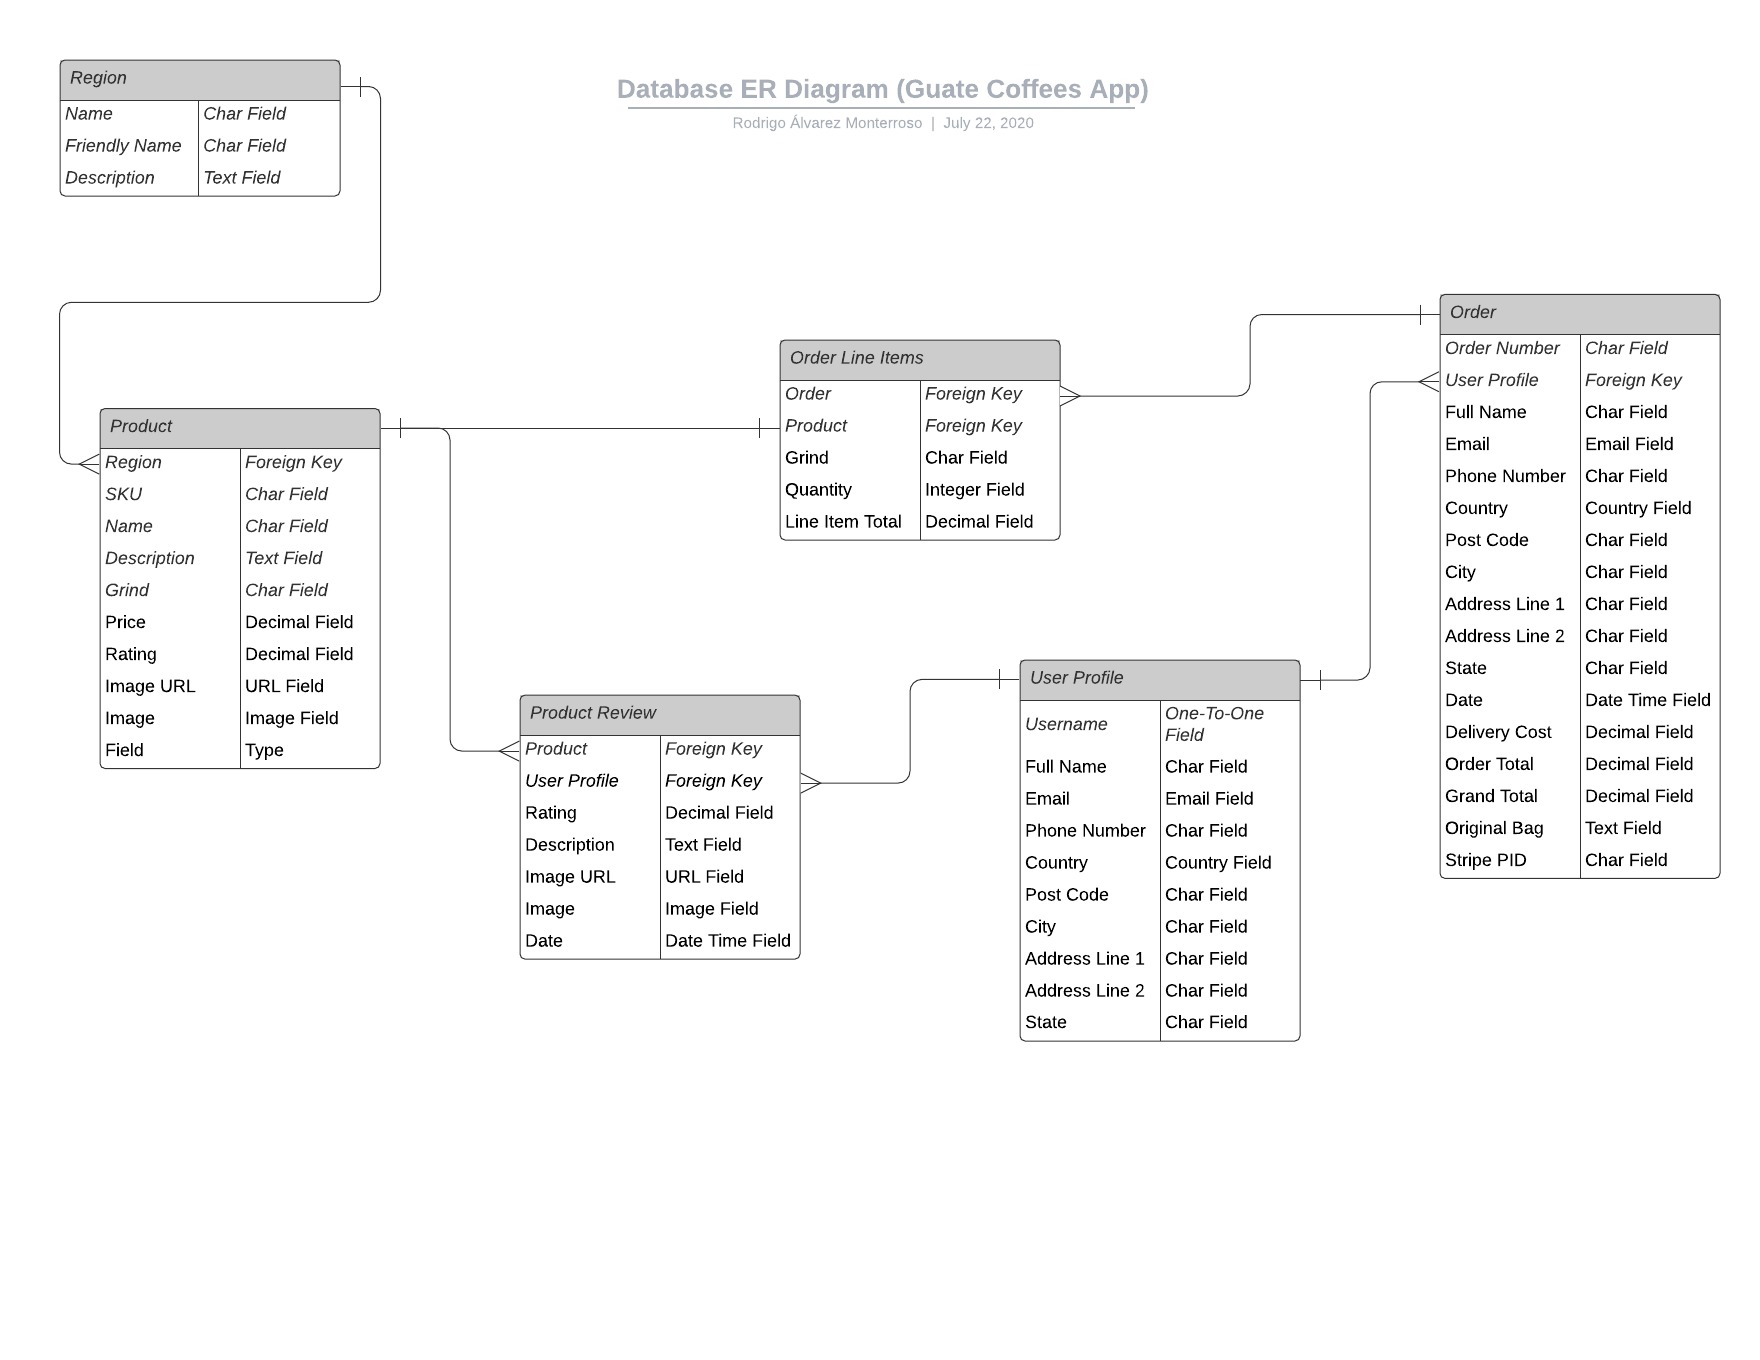 Database ER Diagram (Guate Coffees App)
Rodrigo Álvarez Monterroso | July 22, 2020
Region
Name Char Field
Friendly Name Char Field
Description Text Field
Product
Region Foreign Key
SKU Char Field
Name Char Field
Description Text Field
Grind Char Field
Price Decimal Field
Rating Decimal Field
Image URL URL Field
Image Image Field
Field Type
Order Line Items
Order Foreign Key
Product Foreign Key
Grind Char Field
Quantity Integer Field
Line Item Total Decimal Field
Product Review
Product Foreign Key
User Profile Foreign Key
Rating Decimal Field
Description Text Field
Image URL URL Field
Image Image Field
Date Date Time Field
User Profile
Username One-To-One
Field
Full Name Char Field
Email Email Field
Phone Number Char Field
Country Country Field
Post Code Char Field
City Char Field
Address Line 1 Char Field
Address Line 2 Char Field
State Char Field
Order
Order Number Char Field
User Profile Foreign Key
Full Name Char Field
Email Email Field
Phone Number Char Field
Country Country Field
Post Code Char Field
City Char Field
Address Line 1 Char Field
Address Line 2 Char Field
State Char Field
Date Date Time Field
Delivery Cost Decimal Field
Order Total Decimal Field
Grand Total Decimal Field
Original Bag Text Field
Stripe PID Char Field